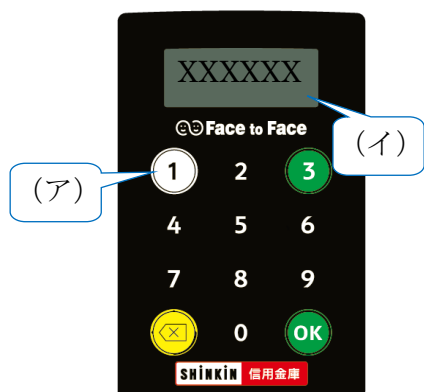 XXXXXX
Face to Face
(イ)
(ア)
1 2 3
4 5 6
7 8 9
0 OK
SHiNKiN 信用金庫